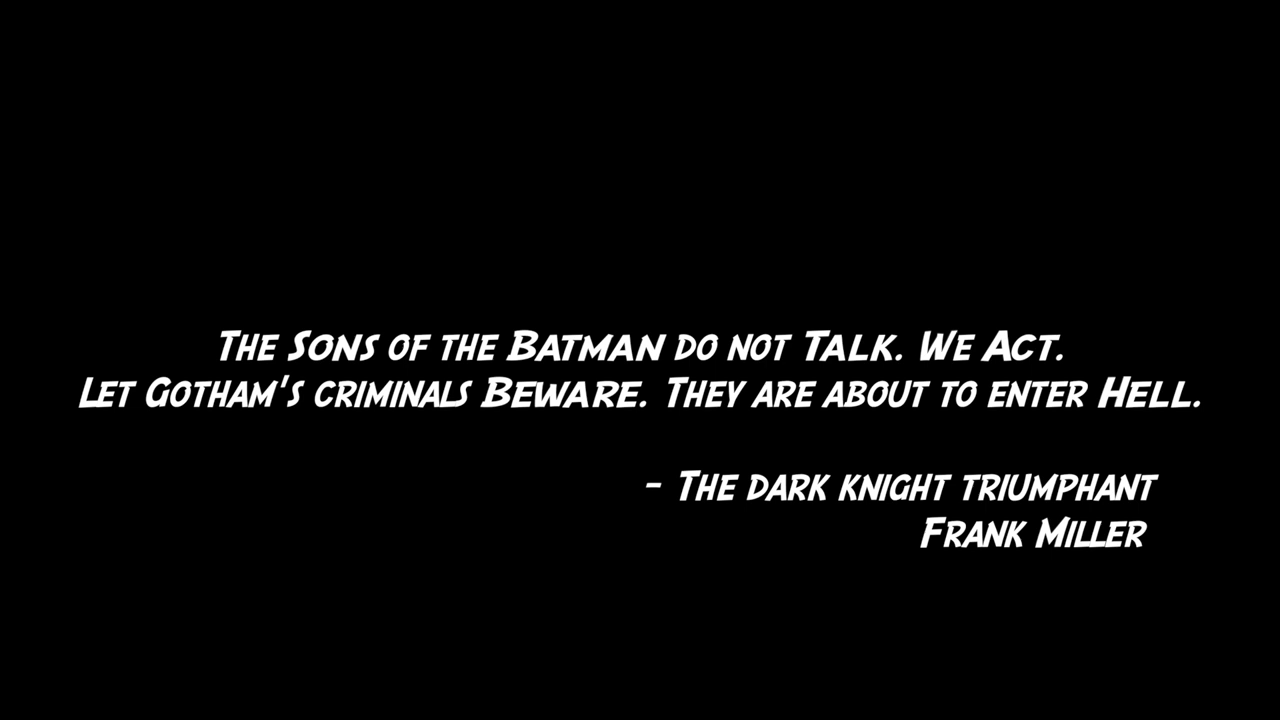 The Sons of the Batman do not Talk. We Act.
Let Gotham's criminals Beware. They are about to enter Hell.
- The dark knight triumphant
Frank Miller